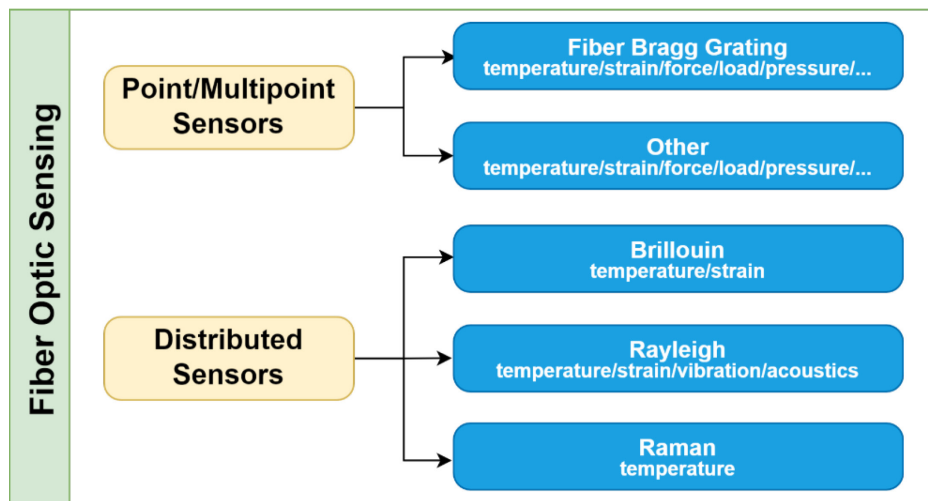 Fiber Optic Sensing
Point/Multipoint
Sensors
Fiber Bragg Grating
temperature/strain/force/load/pressure/...
Other
temperature/strain/force/load/pressure/...
Distributed
Sensors
Brillouin
temperature/strain
Rayleigh
temperature/strain/vibration/acoustics
Raman
temperature